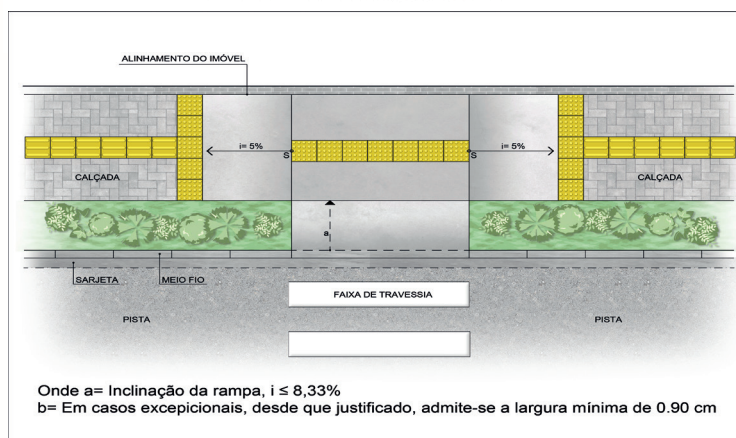 ALINHAMENTO DO IMÓVEL
i= 5%
S
S
i= 5%
CALÇADA
CALÇADA
a
SARJETA
MEIO FIO
FAIXA DE TRAVESSIA
PISTA
PISTA
Onde a= Inclinação da rampa, i ≤ 8,33%
b= Em casos excepicionais, desde que justificado, admite-se a largura mínima de 0.90 cm